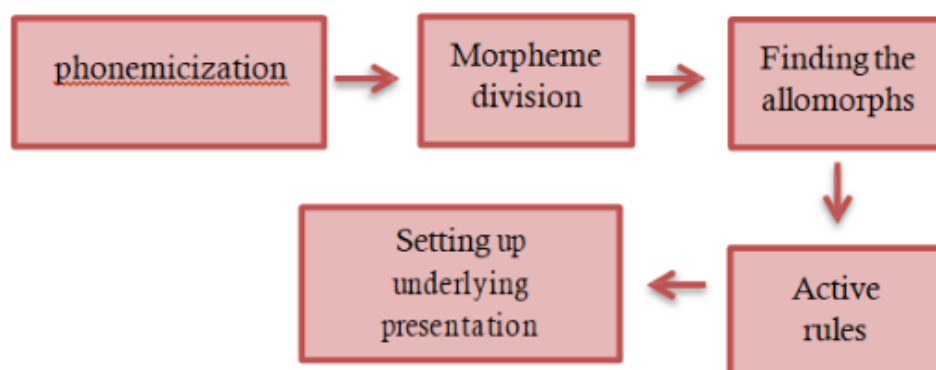 phonemicization
Morpheme
division
Finding the
allomorphs
Active
rules
Setting up
underlying
presentation